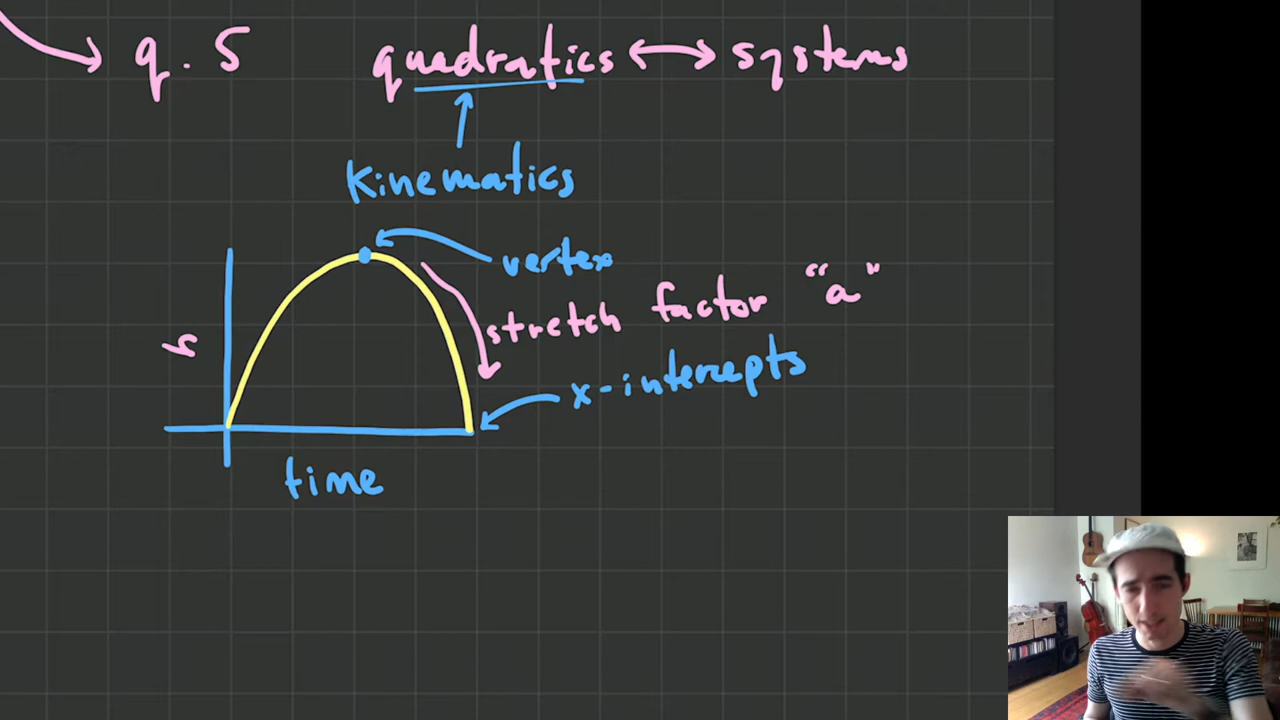 q. 5 quadratics ↔ systems
Kinematics
vertex
stretch factor "a"
h
x-intercepts
time